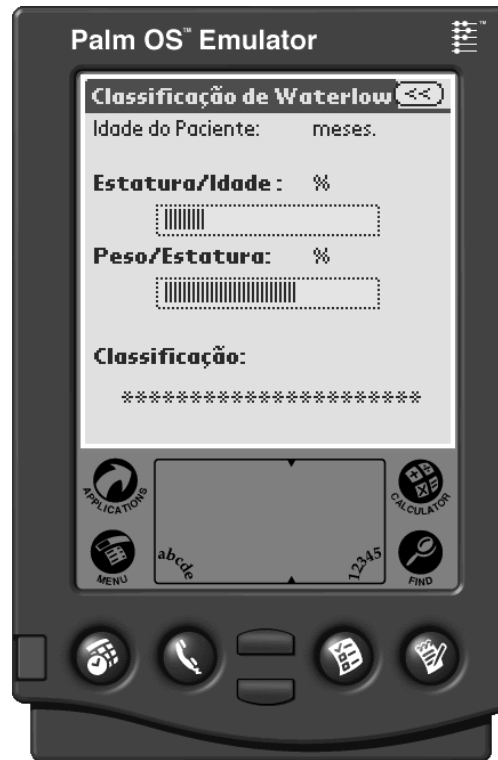 Palm OS™ Emulator
Classificação de Waterlow <<
Idade do Paciente: meses.
Estatura/Idade : %
Peso/Estatura: %
Classificação:
**********************
APPLICATIONS
CALCULATOR
MENU
abcde
12345
FIND